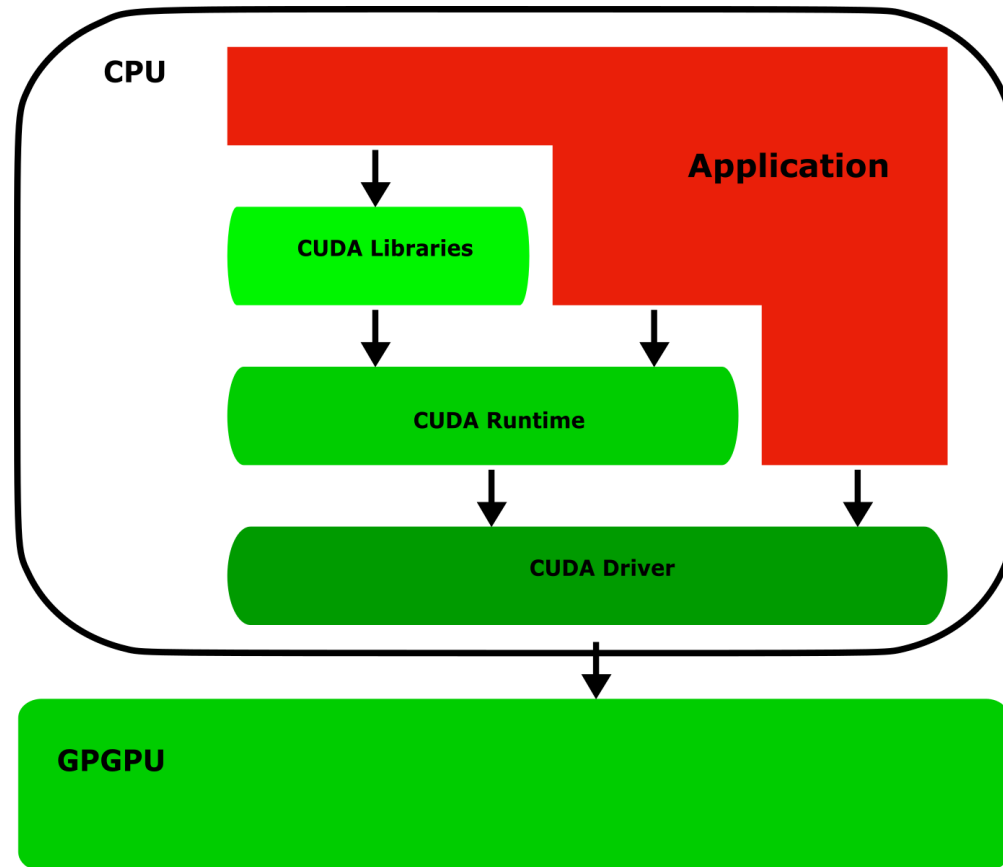 CPU
Application
CUDA Libraries
CUDA Runtime
CUDA Driver
GPGPU